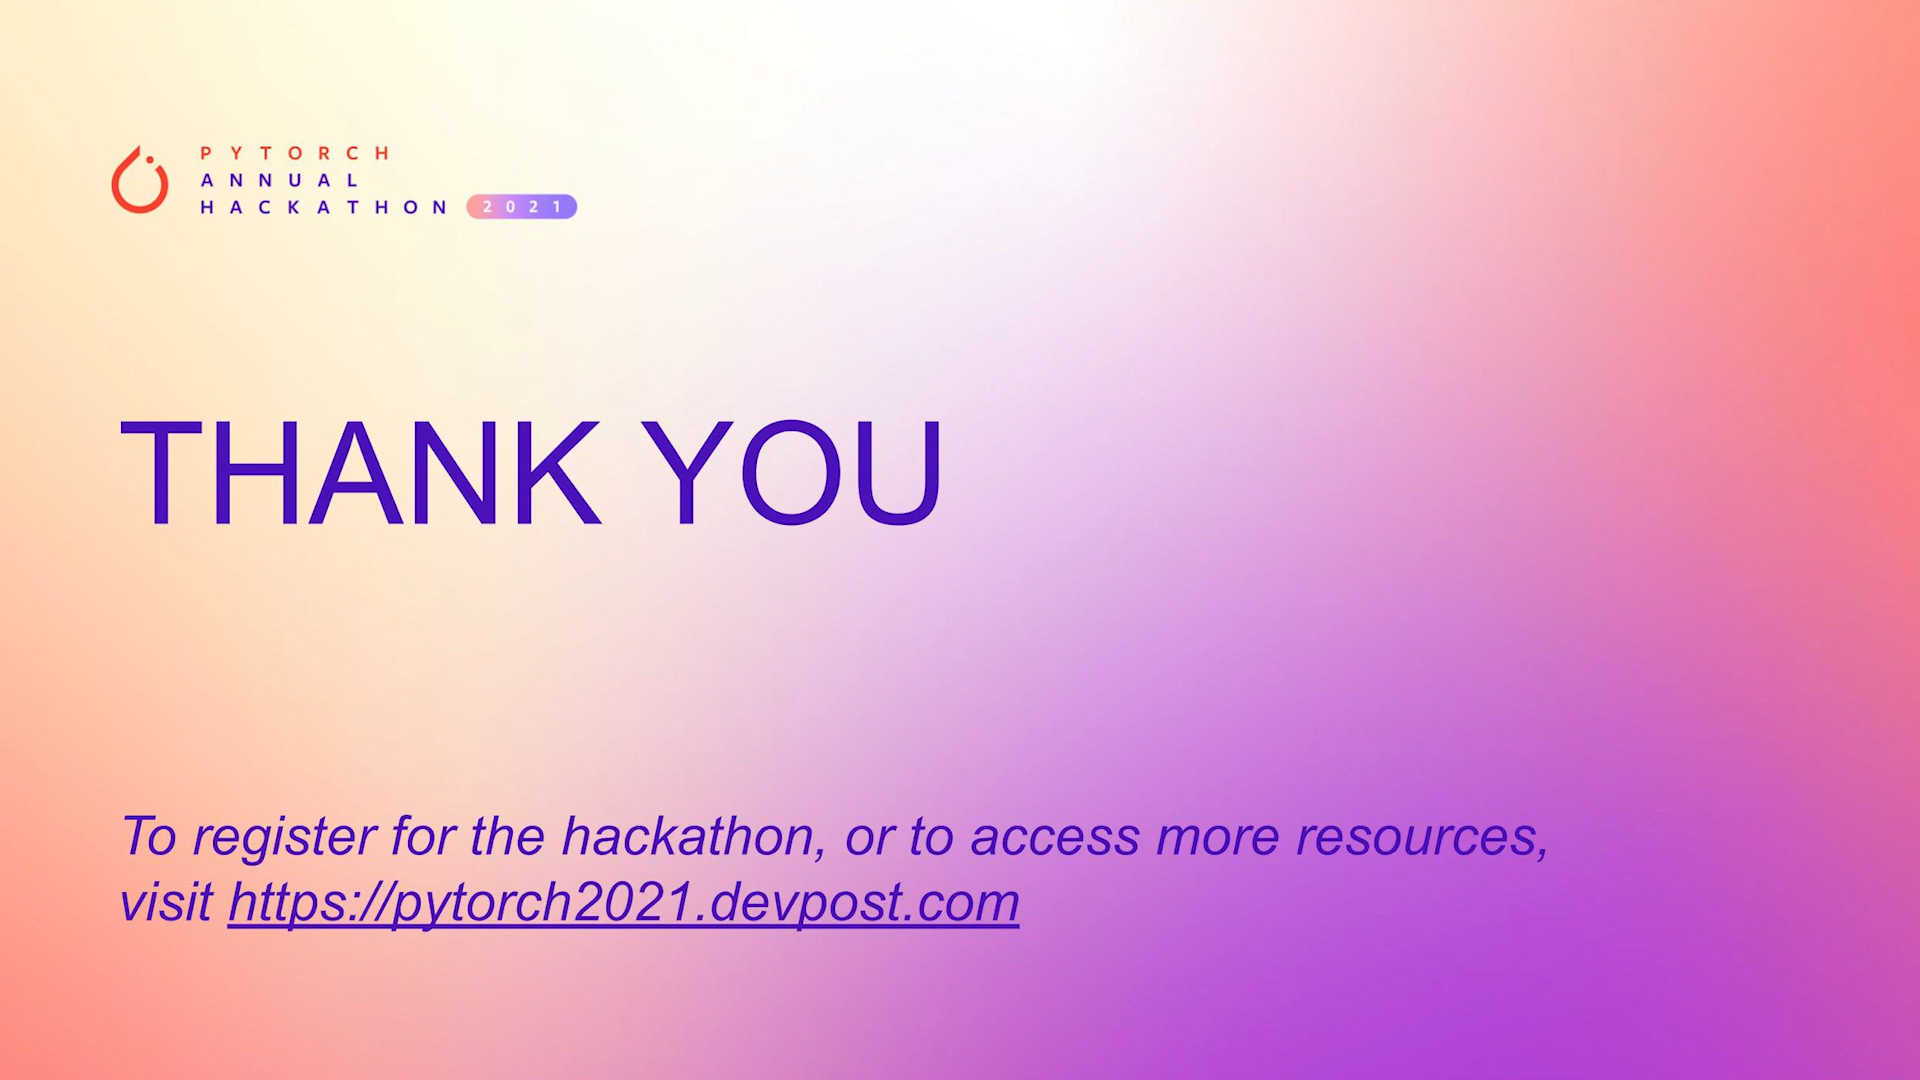 PYTORCH
ANNUAL
HACKATHON 2021
THANK YOU
To register for the hackathon, or to access more resources,
visit https://pytorch2021.devpost.com